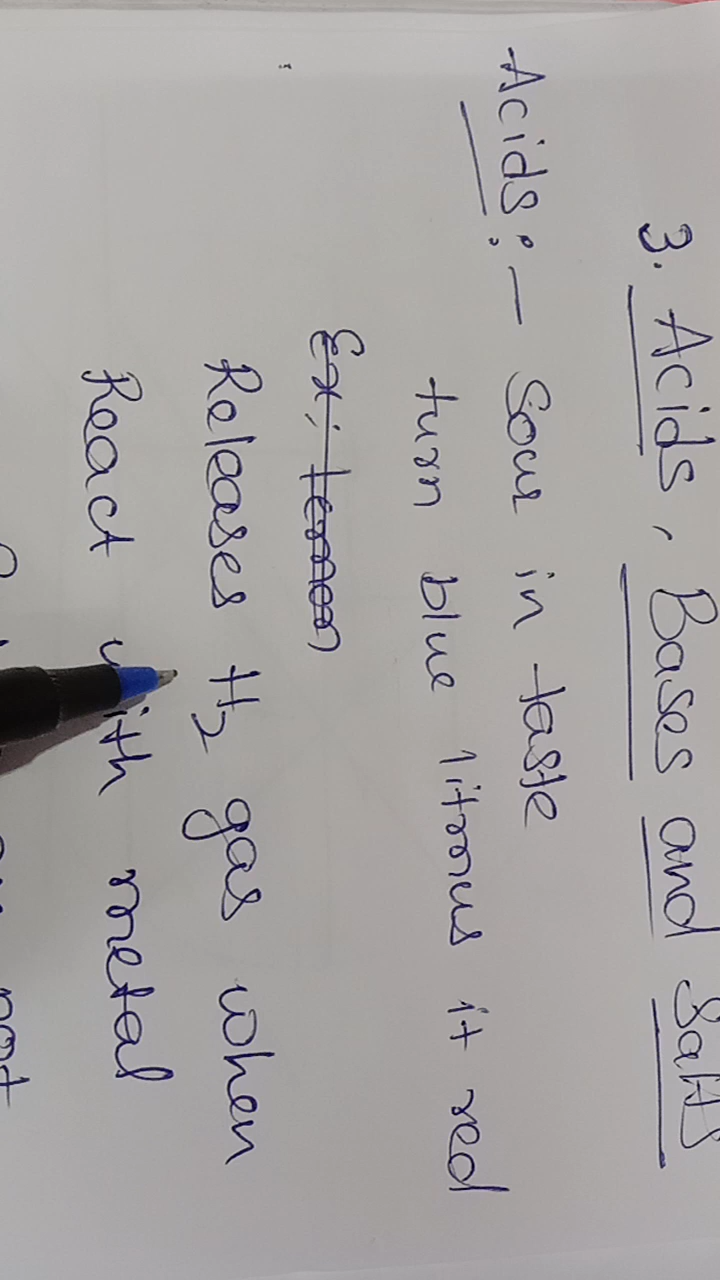 3. Acids, Bases and Salts
Acids :- Sour in taste
turn blue litmus it red
Ex: lemon
Releases H₂ gas when
React with metal
not